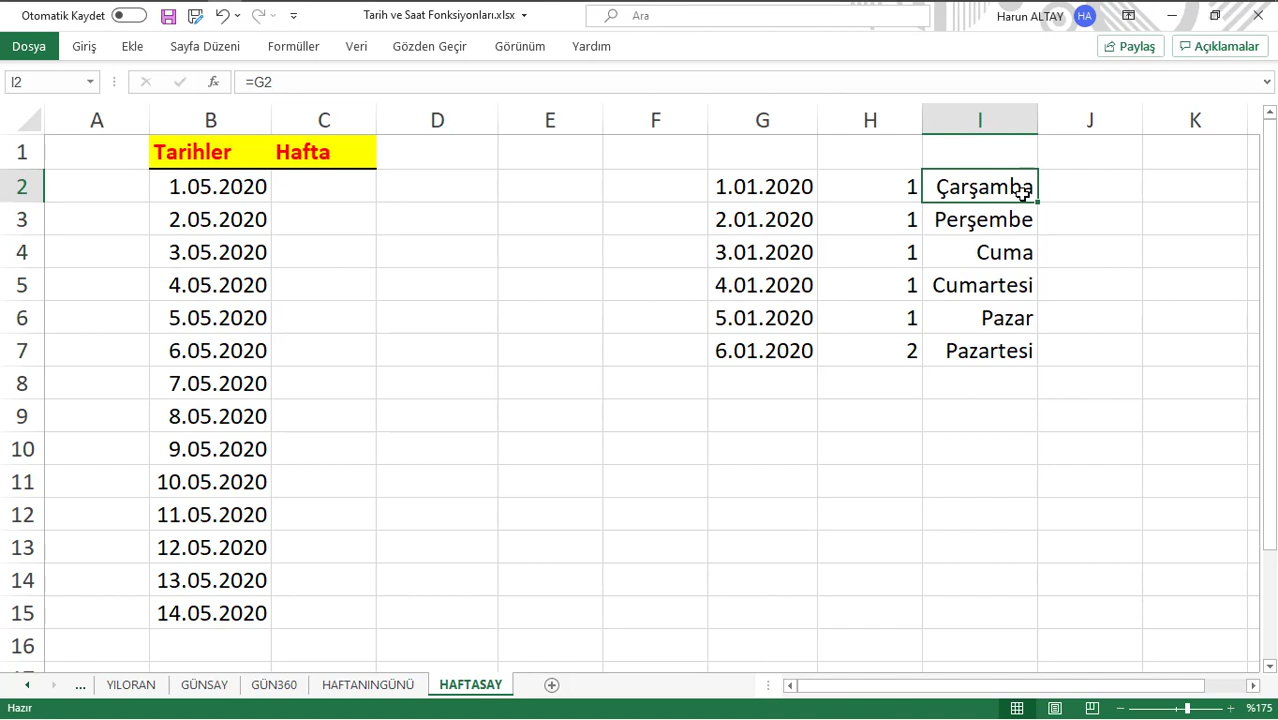 Otomatik Kaydet
Tarih ve Saat Fonksiyonları.xlsx
Ara
Harun ALTAY
HA
Dosya
Giriş
Ekle
Sayfa Düzeni
Formüller
Veri
Gözden Geçir
Görünüm
Yardım
Paylaş
Açıklamalar
I2
fx
=G2
A B C D E F G H I J K
1 Tarihler Hafta
2 1.05.2020 1.01.2020 1 Çarşamba
3 2.05.2020 2.01.2020 1 Perşembe
4 3.05.2020 3.01.2020 1 Cuma
5 4.05.2020 4.01.2020 1 Cumartesi
6 5.05.2020 5.01.2020 1 Pazar
7 6.05.2020 6.01.2020 2 Pazartesi
8 7.05.2020
9 8.05.2020
10 9.05.2020
11 10.05.2020
12 11.05.2020
13 12.05.2020
14 13.05.2020
15 14.05.2020
16
... YILORAN GÜNSAY GÜN360 HAFTANINGÜNÜ HAFTASAY
Hazır
%175